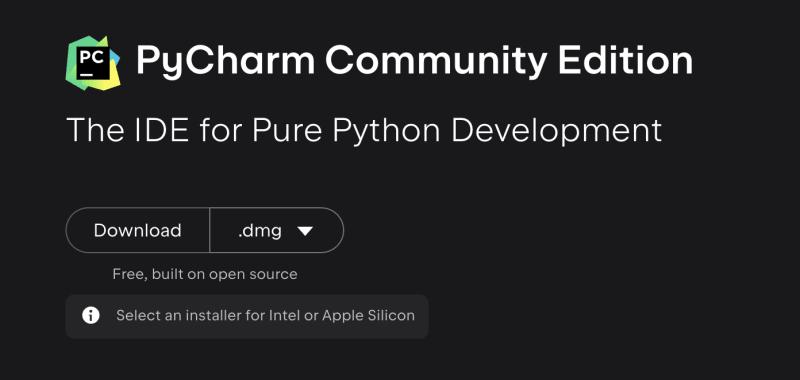 PC
PyCharm Community Edition
The IDE for Pure Python Development
Download
.dmg
Free, built on open source
Select an installer for Intel or Apple Silicon